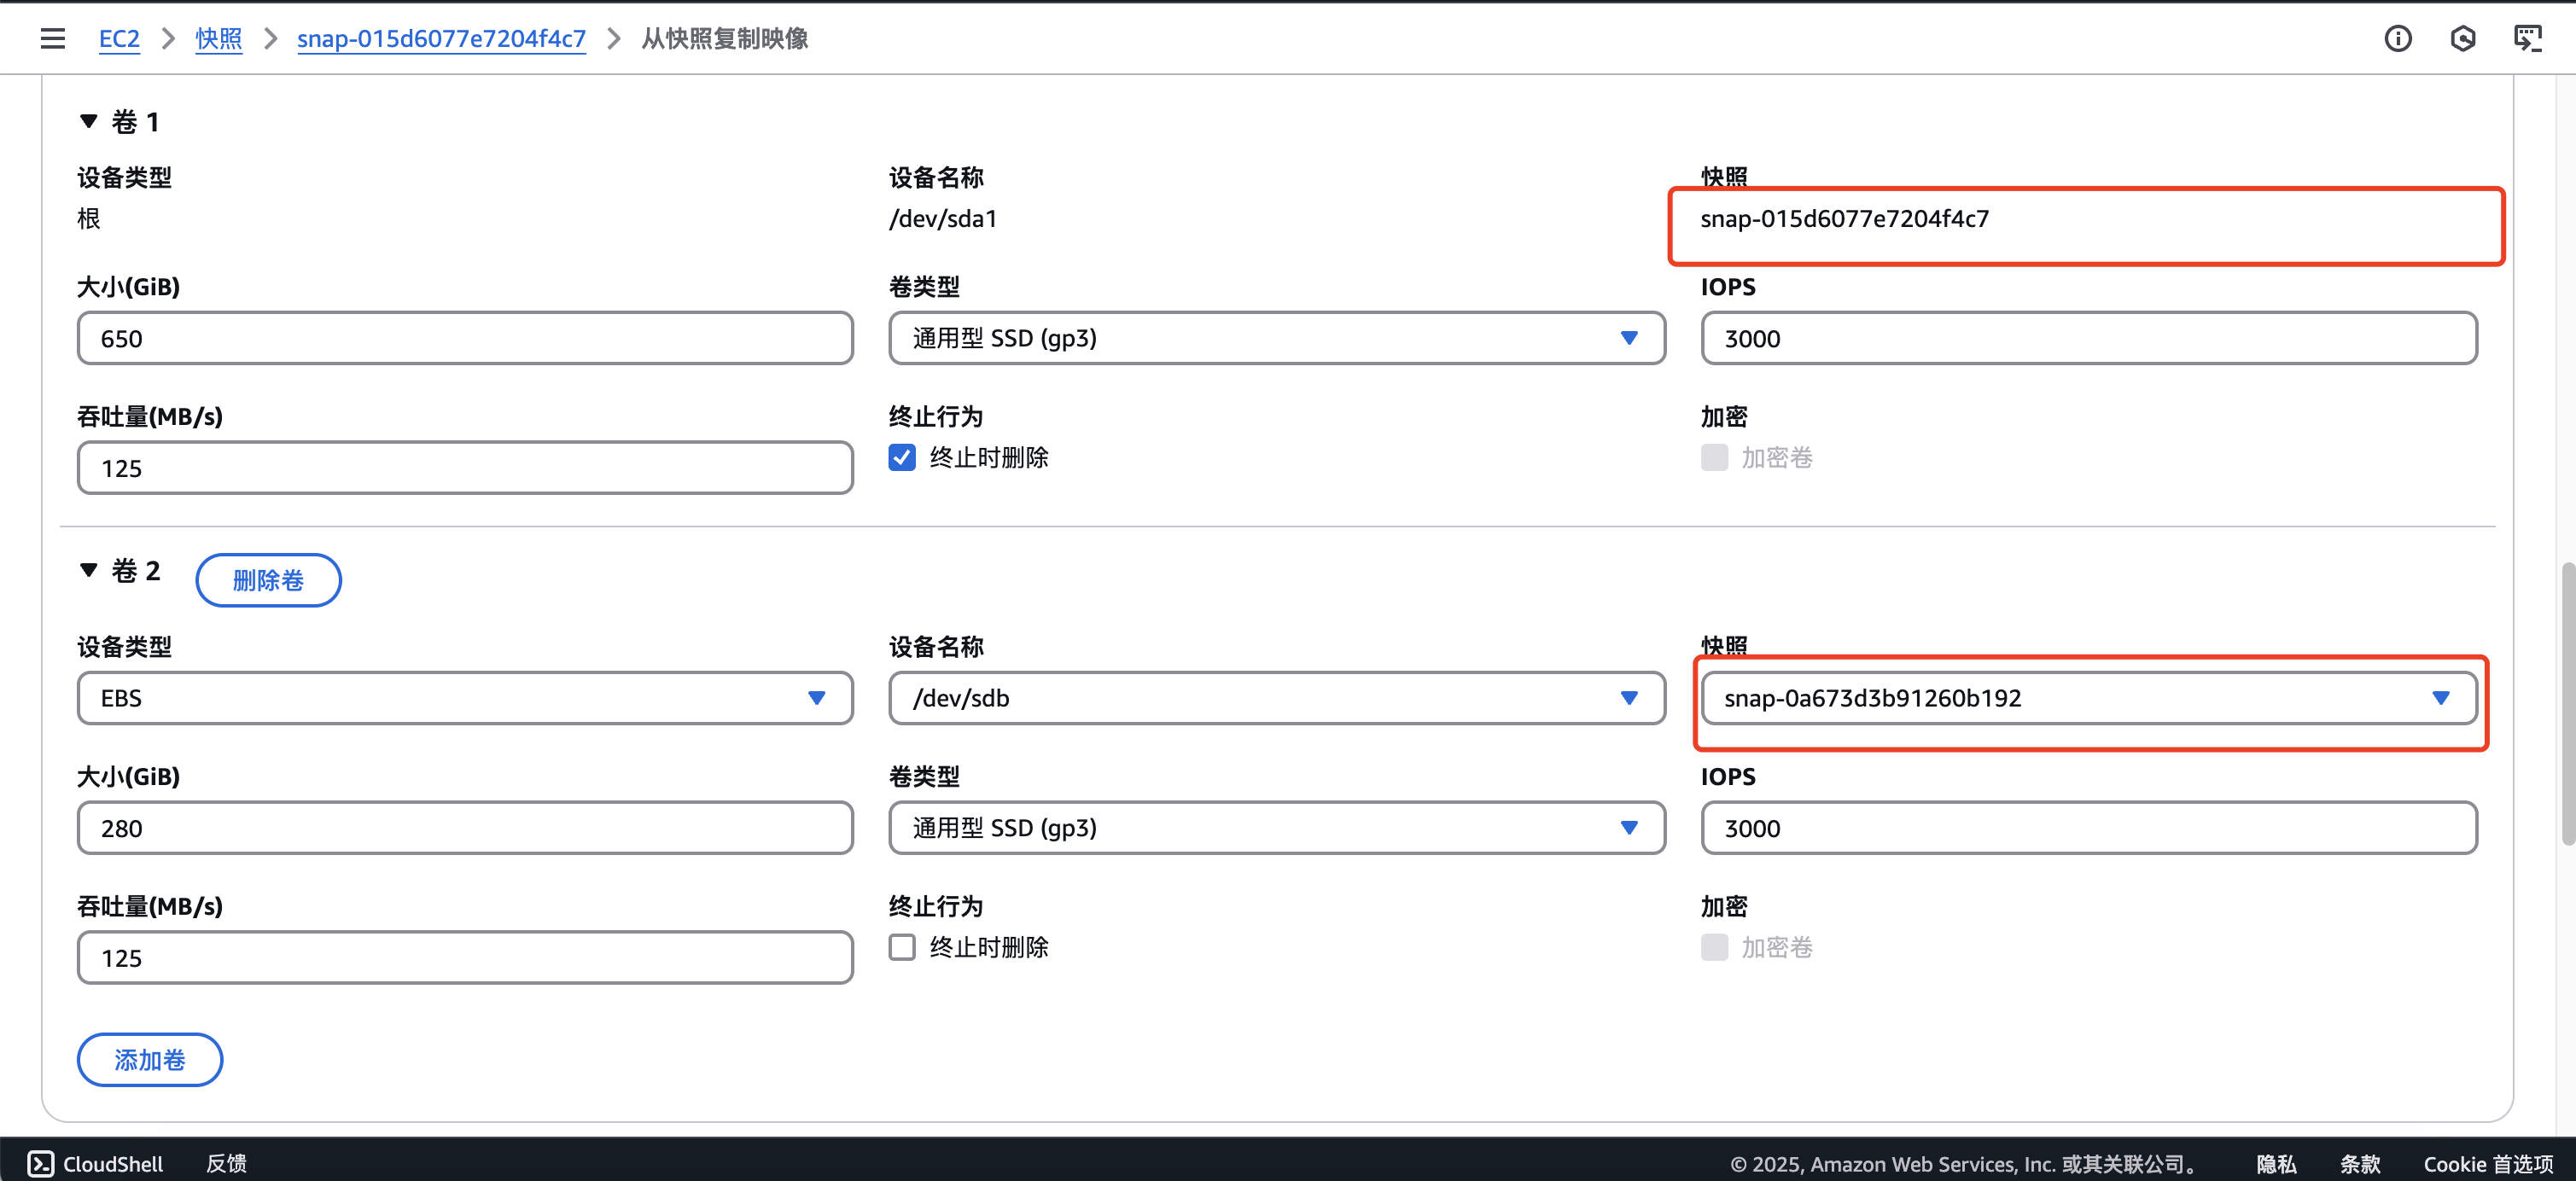 EC2 > 快照 > snap-015d6077e7204f4c7 > 从快照复制映像
卷 1
设备类型 设备名称 快照
根 /dev/sda1 snap-015d6077e7204f4c7
大小(GiB) 卷类型 IOPS
650 通用型 SSD (gp3) 3000
吞吐量(MB/s) 终止行为 加密
125 终止时删除 加密卷
卷 2 删除卷
设备类型 设备名称 快照
EBS /dev/sdb snap-0a673d3b91260b192
大小(GiB) 卷类型 IOPS
280 通用型 SSD (gp3) 3000
吞吐量(MB/s) 终止行为 加密
125 终止时删除 加密卷
添加卷
CloudShell 反馈 © 2025, Amazon Web Services, Inc. 或其关联公司。 隐私 条款 Cookie 首选项